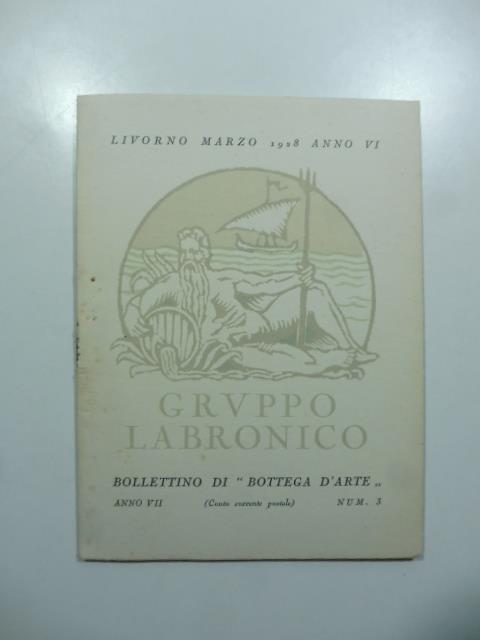 LIVORNO MARZO 1928 ANNO VI
GRVPPO
LABRONICO
BOLLETTINO DI " BOTTEGA D'ARTE „
ANNO VII (Conto corrente postale) NUM. 3